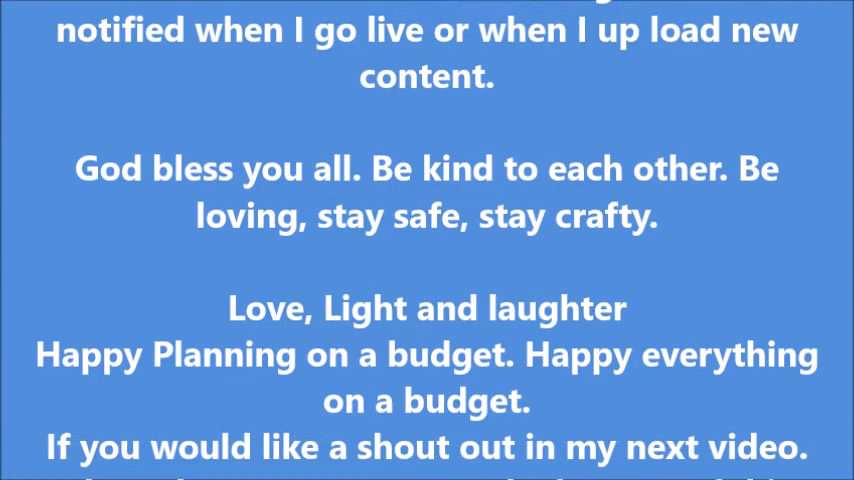 notified when I go live or when I up load new
content.
God bless you all. Be kind to each other. Be
loving, stay safe, stay crafty.
Love, Light and laughter
Happy Planning on a budget. Happy everything
on a budget.
If you would like a shout out in my next video.